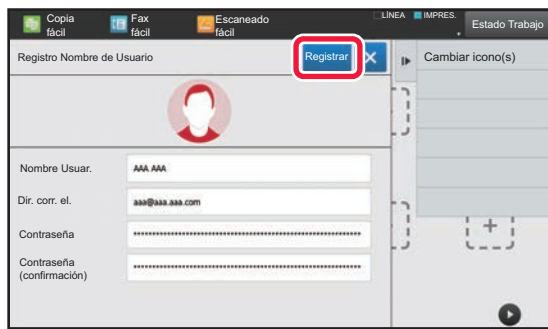 Copia fácil
Fax fácil
Escaneado fácil
LÍNEA
IMPRES.
Estado Trabajo
Registro Nombre de Usuario
Registrar
Cambiar icono(s)
Nombre Usuar.
AAA AAA
Dir. corr. el.
aaa@aaa.aaa.com
Contraseña
Contraseña
(confirmación)